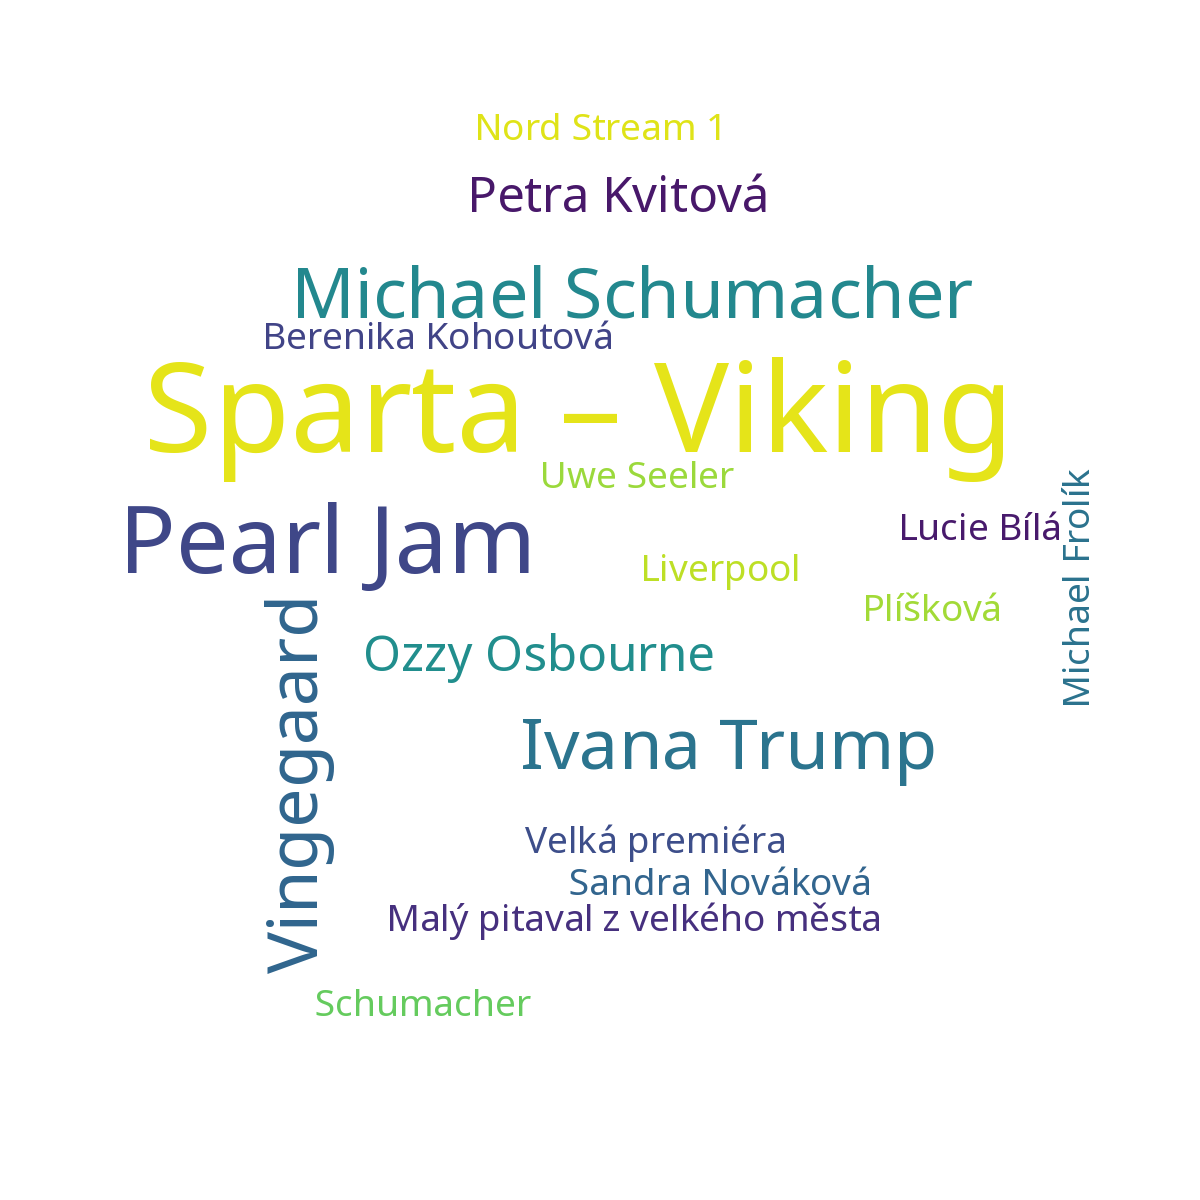 Nord Stream 1
Petra Kvitová
Michael Schumacher
Berenika Kohoutová
Sparta – Viking
Uwe Seeler
Pearl Jam
Lucie Bílá
Michael Frolík
Liverpool
Plíšková
Vingegaard
Ozzy Osbourne
Ivana Trump
Velká premiéra
Sandra Nováková
Malý pitaval z velkého města
Schumacher